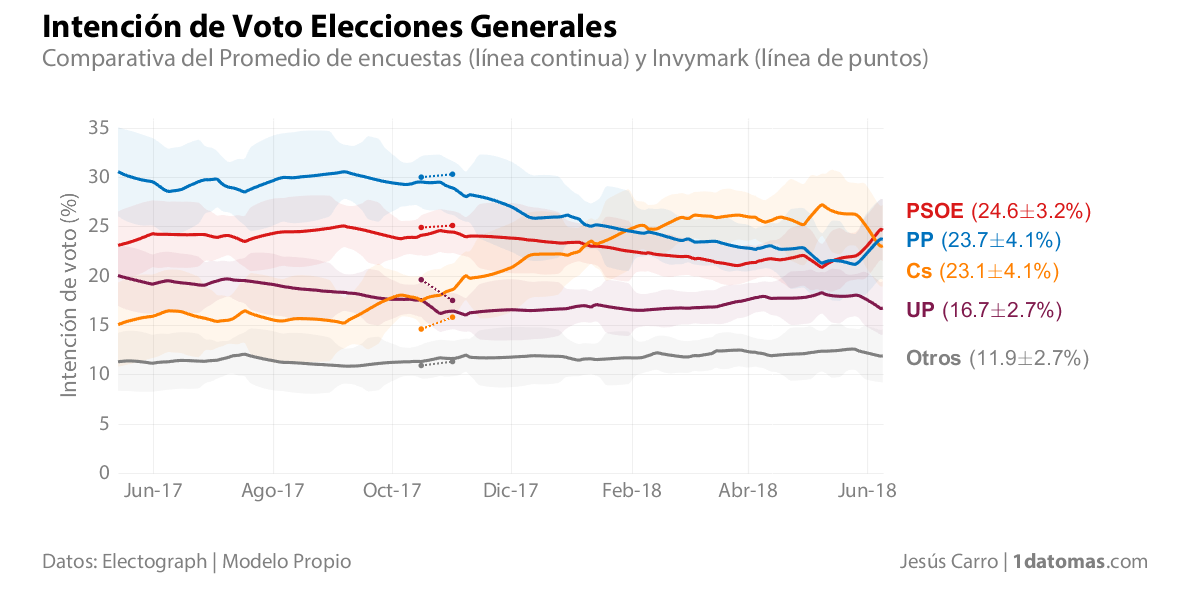 Intención de Voto Elecciones Generales
Comparativa del Promedio de encuestas (línea continua) y Invymark (línea de puntos)
Intención de voto (%)
35
30
25
20
15
10
5
0
Jun-17 Ago-17 Oct-17 Dic-17 Feb-18 Abr-18 Jun-18
PSOE (24.6±3.2%)
PP (23.7±4.1%)
Cs (23.1±4.1%)
UP (16.7±2.7%)
Otros (11.9±2.7%)
Datos: Electograph | Modelo Propio
Jesús Carro | 1datomas.com